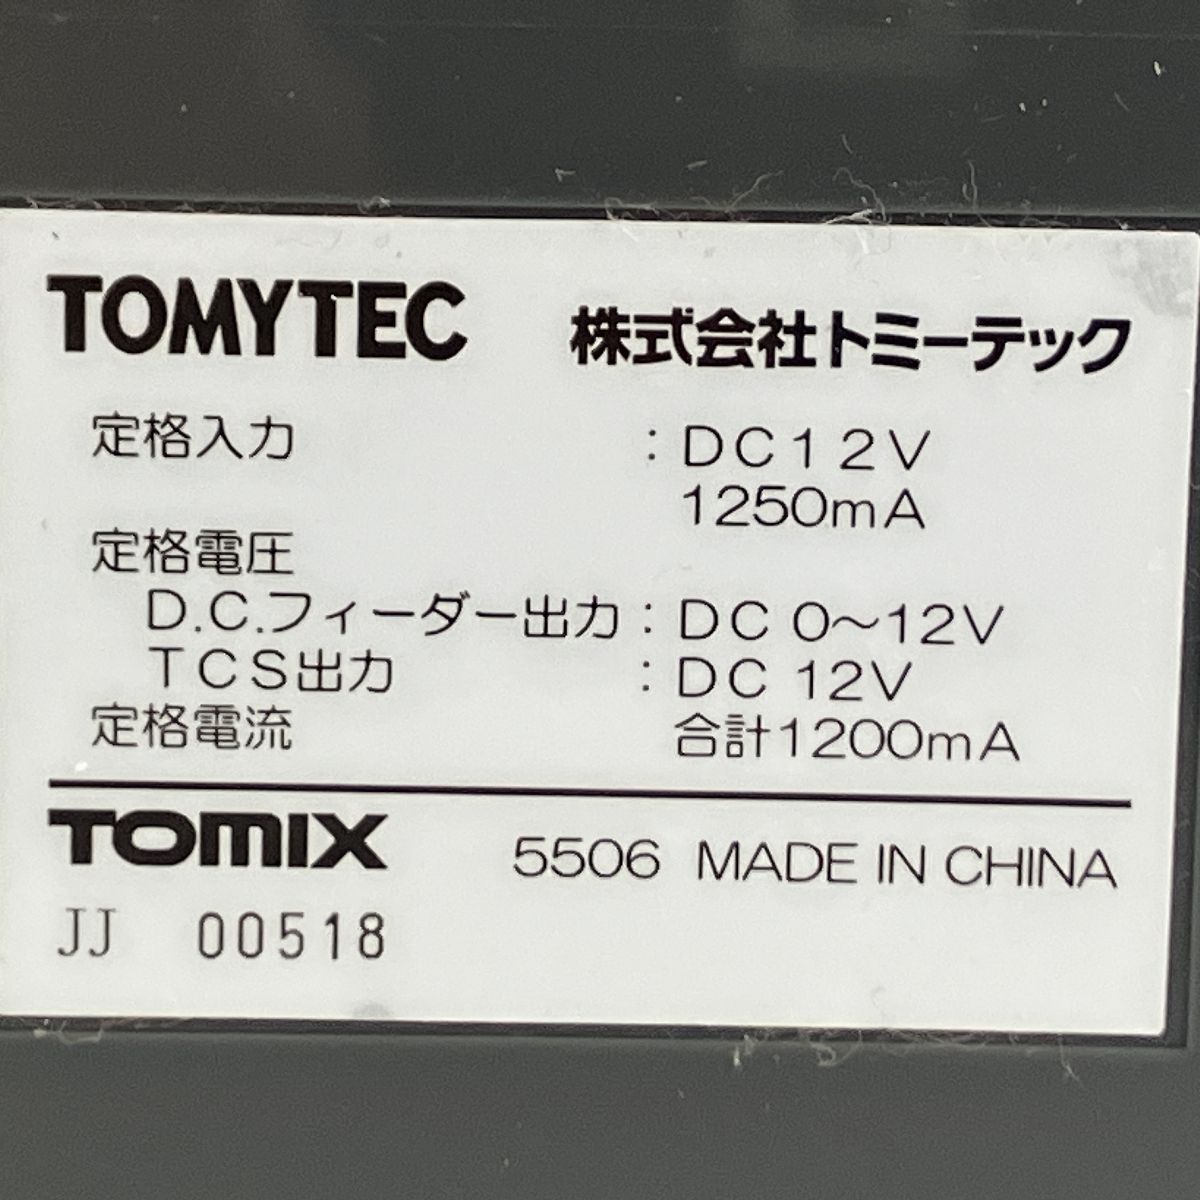 TOMYTEC 株式会社トミーテック
定格入力 : DC12V
1250mA
定格電圧
D.C.フィーダー出力 : DC 0～12V
TCS出力 : DC 12V
定格電流 合計1200mA
TOMIX 5506 MADE IN CHINA
JJ 00518